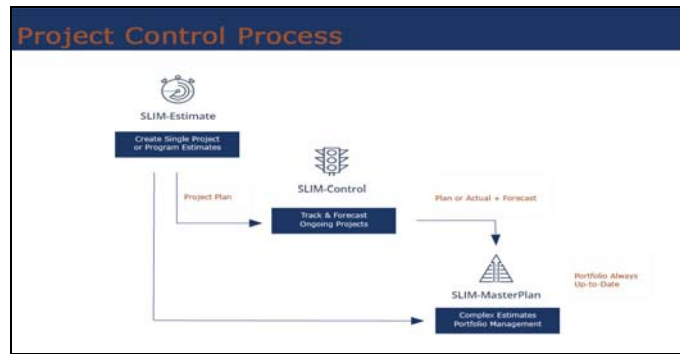 Project Control Process
SLIM-Estimate
Create Single Project
or Program Estimates
SLIM-Control
Project Plan
Plan or Actual + Forecast
Track & Forecast
Ongoing Projects
Portfolio Always
Up-to-Date
SLIM-MasterPlan
Complex Estimates
Portfolio Management